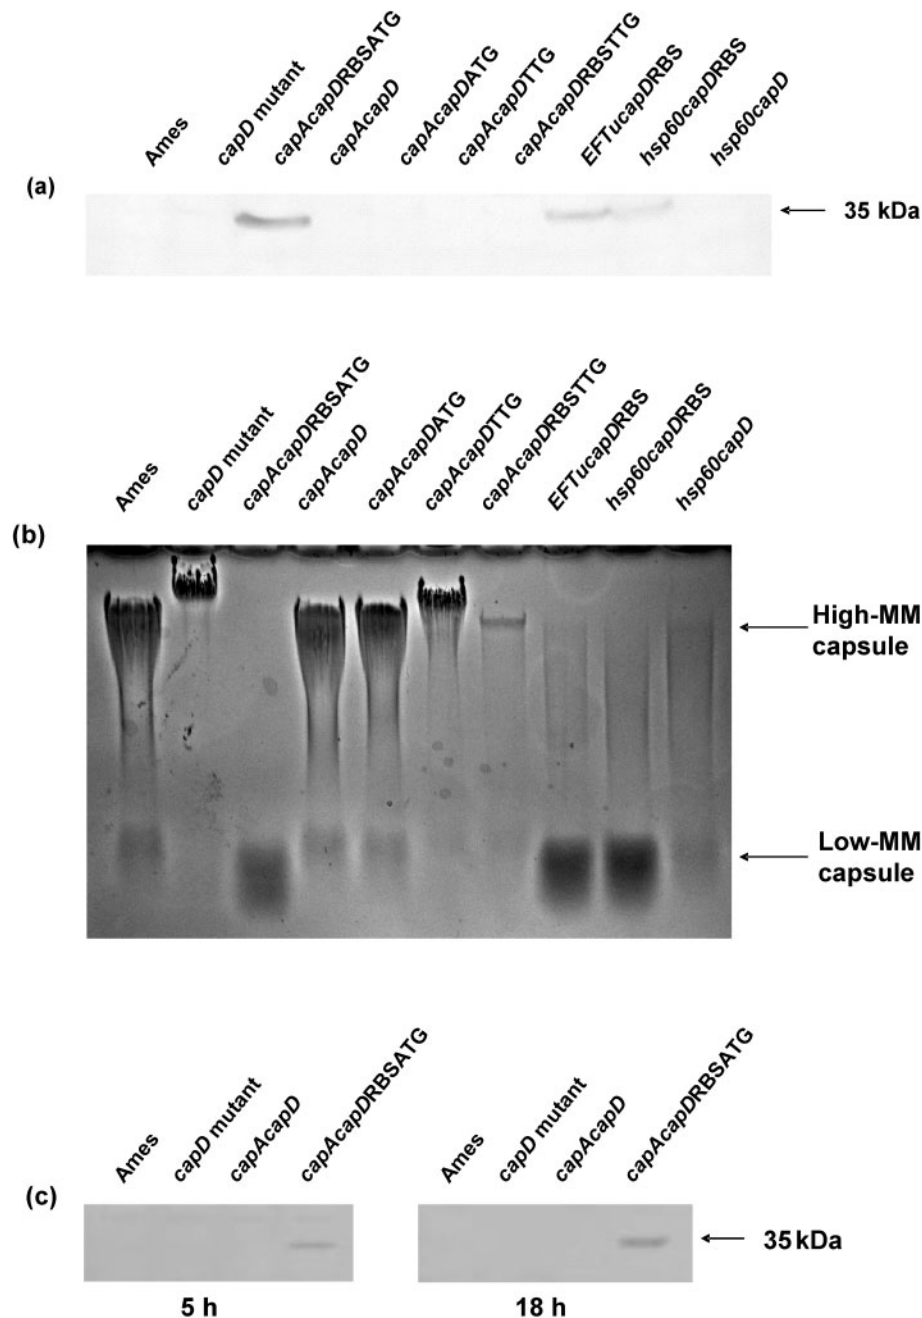 Ames
capD mutant
capAcapDRBSATG
capAcapD
capAcapDATG
capAcapDTTG
capAcapDRBSTTG
EFTucapDRBS
hsp60capDRBS
hsp60capD
(a)
35 kDa
Ames
capD mutant
capAcapDRBSATG
capAcapD
capAcapDATG
capAcapDTTG
capAcapDRBSTTG
EFTucapDRBS
hsp60capDRBS
hsp60capD
(b)
High-MM
capsule
Low-MM
capsule
Ames
capD mutant
capAcapD
capAcapDRBSATG
Ames
capD mutant
capAcapD
capAcapDRBSATG
(c)
35 kDa
5 h
18 h